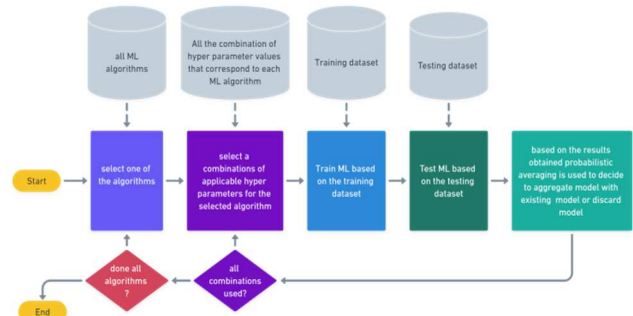 all ML
algorithms
All the combination of
hyper parameter values
that correspond to each
ML algorithm
Training dataset
Testing dataset
Start
select one of
the algorithms
select a
combinations of
applicable hyper
parameters for the
selected algorithm
Train ML based
on the training
dataset
Test ML based
on the testing
dataset
based on the results
obtained probabilistic
averaging is used to decide
to aggregate model with
existing model or discard
model
done all
algorithms
?
all
combinations
used?
End